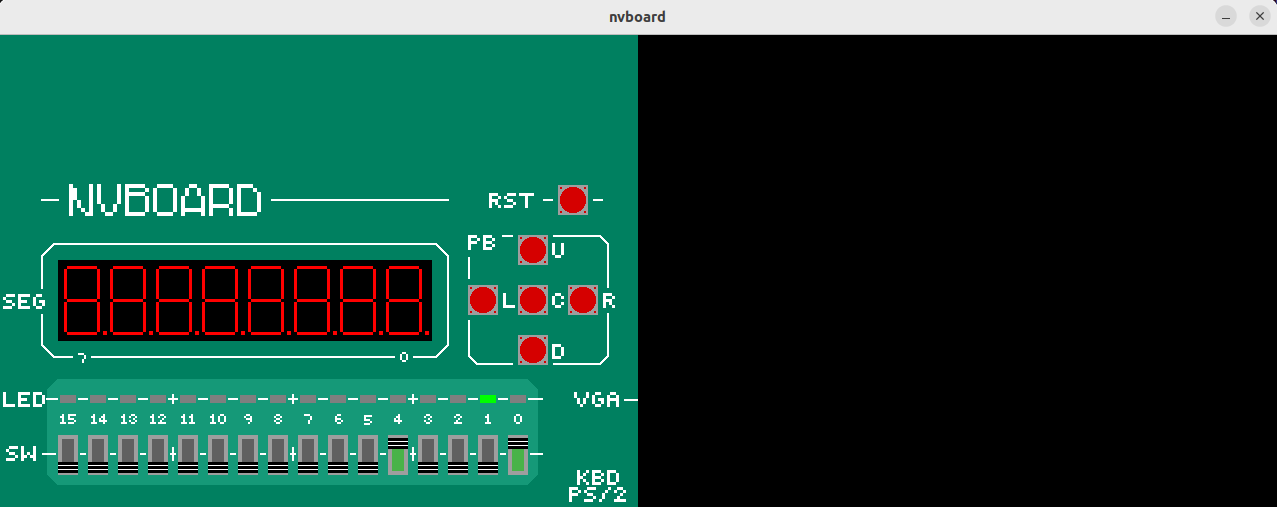 nvboard
NVBOARD
RST
PB U
SEG
L C R
D
7 0
LED
VGA
15 14 13 12 11 10 9 8 7 6 5 4 3 2 1 0
SW
KBD
PS/2